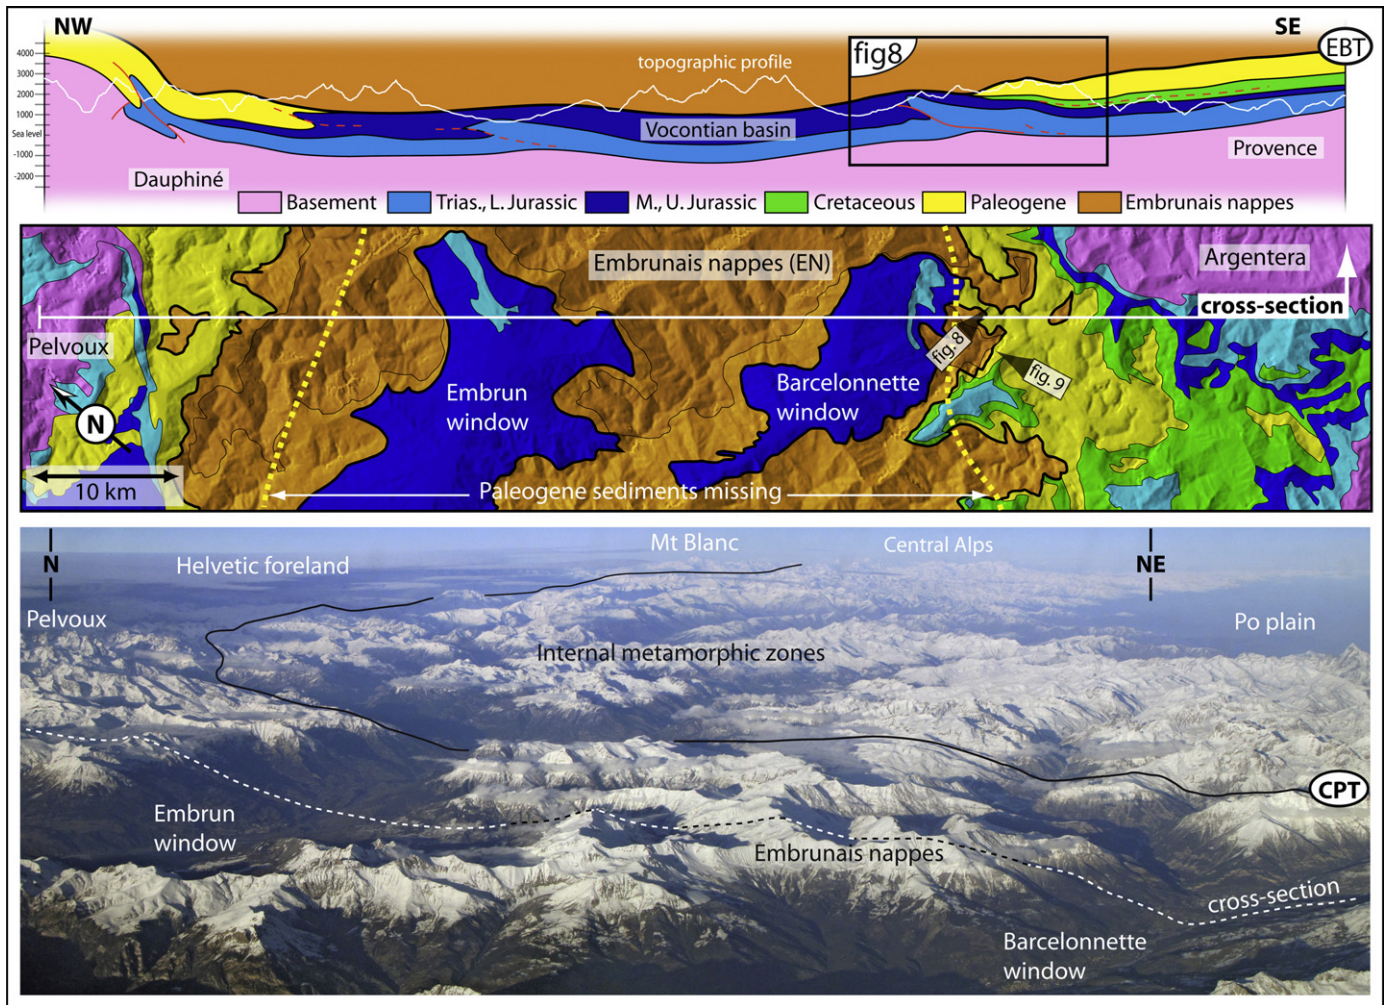 NW
SE
EBT
fig8
topographic profile
4000
3000
2000
1000
Sea level
-1000
-2000
Vocontian basin
Dauphiné
Provence
Basement
Trias., L. Jurassic
M., U. Jurassic
Cretaceous
Paleogene
Embrunais nappes
Embrunais nappes (EN)
Argentera
cross-section
Pelvoux
fig. 8
fig. 9
Embrun
window
Barcelonnette
window
N
10 km
Paleogene sediments missing
N
NE
Helvetic foreland
Mt Blanc
Central Alps
Pelvoux
Po plain
Internal metamorphic zones
CPT
Embrun
window
Embrunais nappes
cross-section
Barcelonnette
window